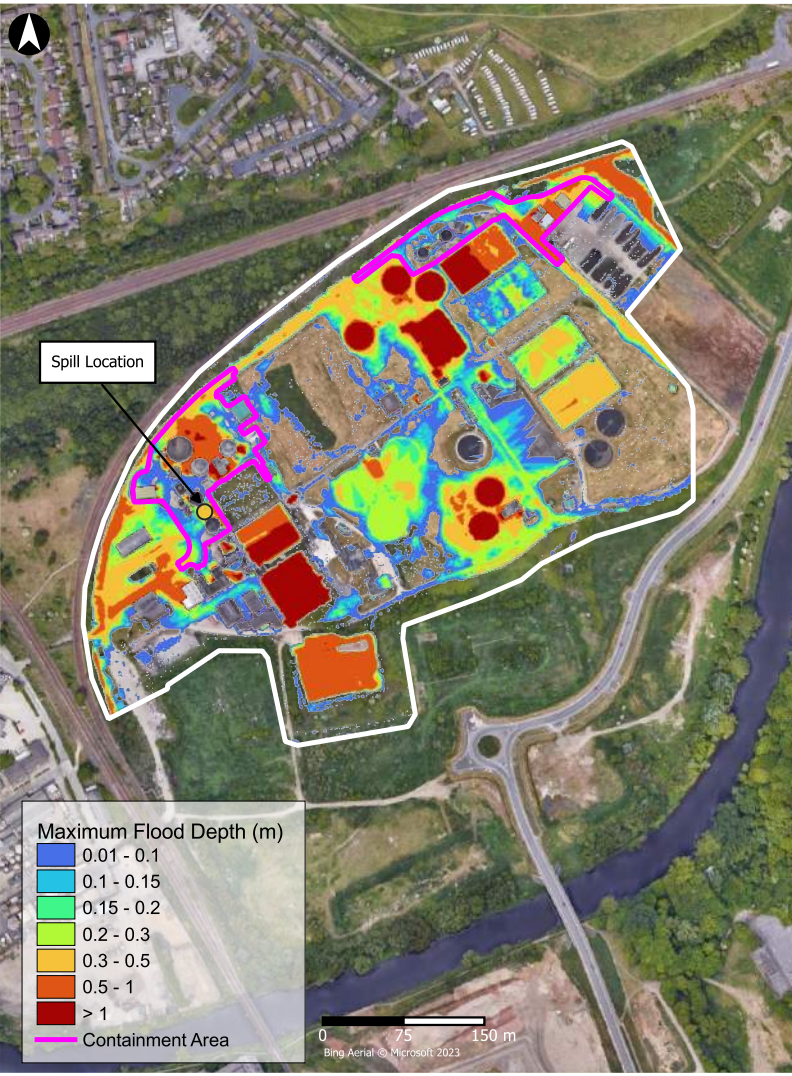 Spill Location
Maximum Flood Depth (m)
0.01 - 0.1
0.1 - 0.15
0.15 - 0.2
0.2 - 0.3
0.3 - 0.5
0.5 - 1
> 1
Containment Area
0 75 150 m
Bing Aerial © Microsoft 2023